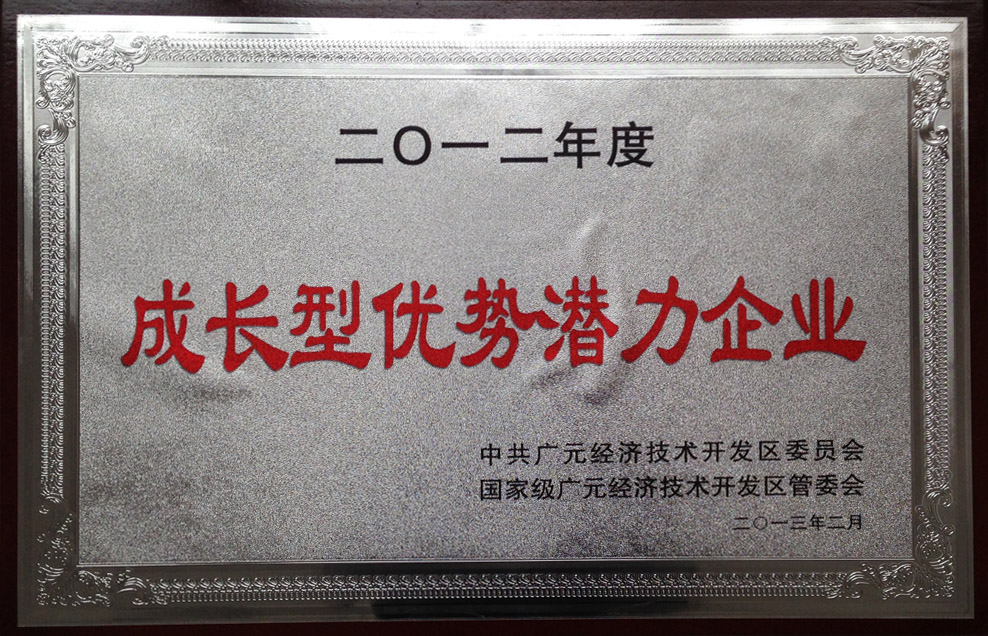 二〇一二年度
成长型优势潜力企业
中共广元经济技术开发区委员会
国家级广元经济技术开发区管委会
二〇一三年二月